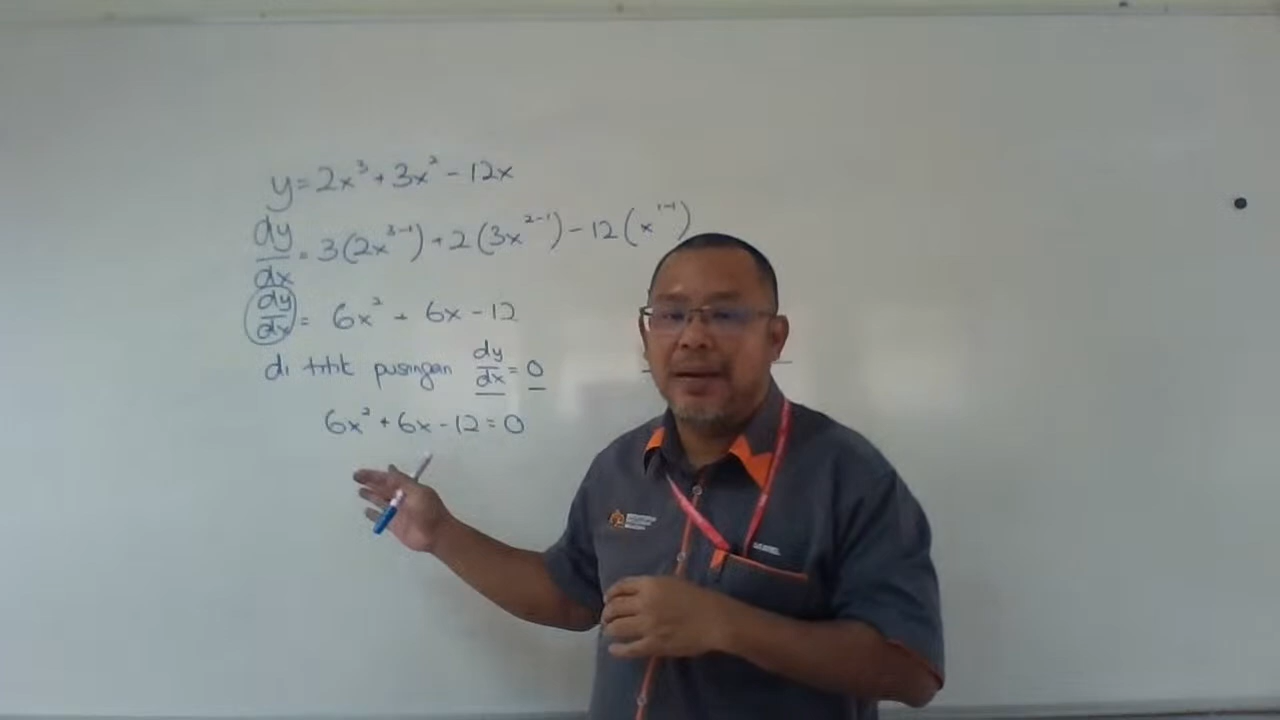 y = 2x³ + 3x² - 12x
dy/dx = 3(2x³⁻¹) + 2(3x²⁻¹) - 12(x¹⁻¹)
dy/dx = 6x² + 6x - 12
di titik pusingan dy/dx = 0
6x² + 6x - 12 = 0